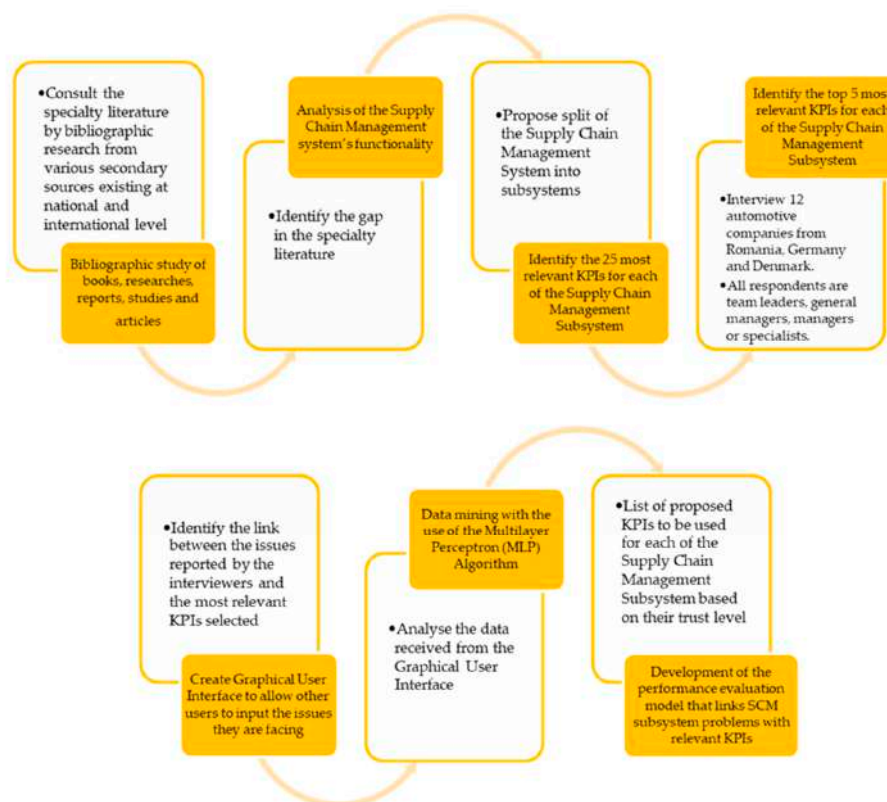 •Consult the
specialty literature
by bibliographic
research from
various secondary
sources existing at
national and
international level
Bibliographic study of
books, researches,
reports, studies and
articles
Analysis of the Supply
Chain Management
system's functionality
•Identify the gap
in the specialty
literature
•Propose split of
the Supply Chain
Management
System into
subsystems
Identify the 25 most
relevant KPIs for each
of the Supply Chain
Management
Subsystem
Identify the top 5 most
relevant KPIs for each
of the Supply Chain
Management
Subsystem
•Interview 12
automotive
companies from
Romania, Germany
and Denmark.
•All respondents are
team leaders, general
managers, managers
or specialists.
•Identify the link
between the issues
reported by the
interviewers and
the most relevant
KPIs selected
Create Graphical User
Interface to allow other
users to input the issues
they are facing
Data mining with the
use of the Multilayer
Perceptron (MLP)
Algorithm
•Analyse the data
received from the
Graphical User
Interface
•List of proposed
KPIs to be used
for each of the
Supply Chain
Management
Subsystem based
on their trust level
Development of the
performance evaluation
model that links SCM
subsystem problems with
relevant KPIs